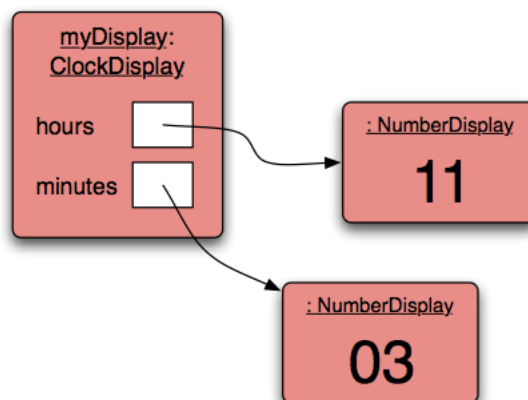 myDisplay:
ClockDisplay
hours
minutes
: NumberDisplay
11
: NumberDisplay
03